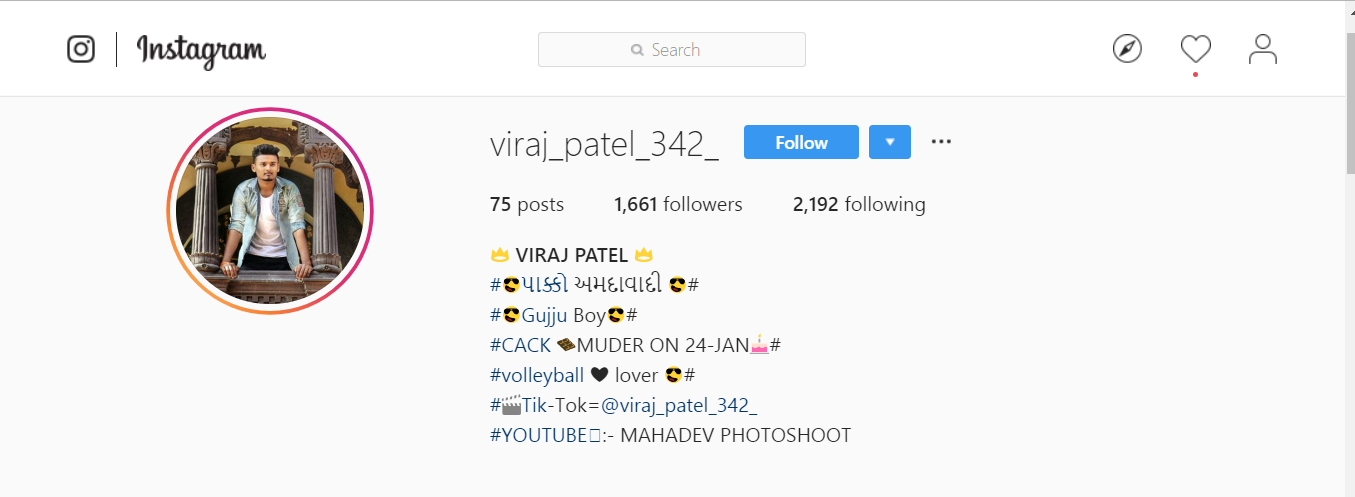 Instagram
Search
viraj_patel_342_ Follow
75 posts 1,661 followers 2,192 following
👑 VIRAJ PATEL 👑
#😎પાક્કો અમદાવાદી 😎#
#😎Gujju Boy😎#
#CACK 🍫MUDER ON 24-JAN🎂#
#volleyball 🖤 lover 😎#
#🎬Tik-Tok=@viraj_patel_342_
#YOUTUBE▯:- MAHADEV PHOTOSHOOT